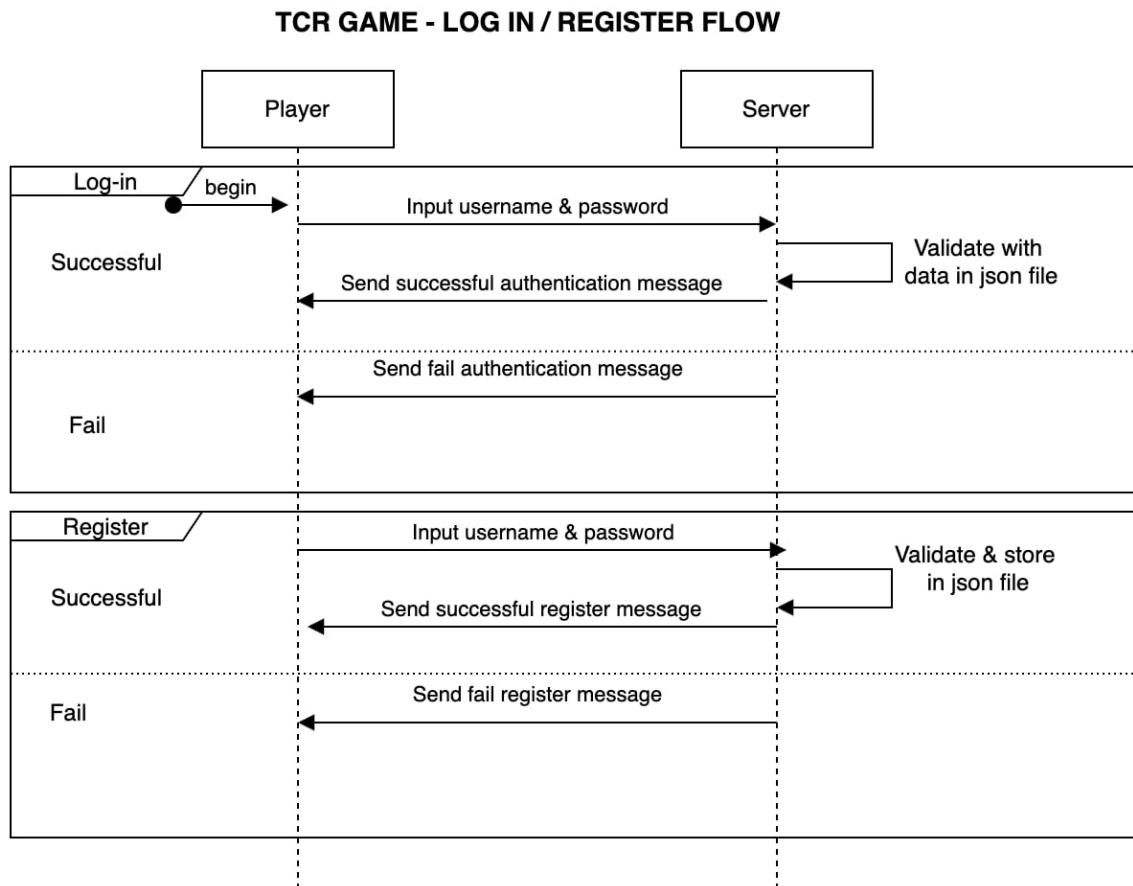 TCR GAME - LOG IN / REGISTER FLOW
Player
Server
Log-in
begin
Input username & password
Successful
Validate with
data in json file
Send successful authentication message
Send fail authentication message
Fail
Register
Input username & password
Validate & store
in json file
Successful
Send successful register message
Send fail register message
Fail